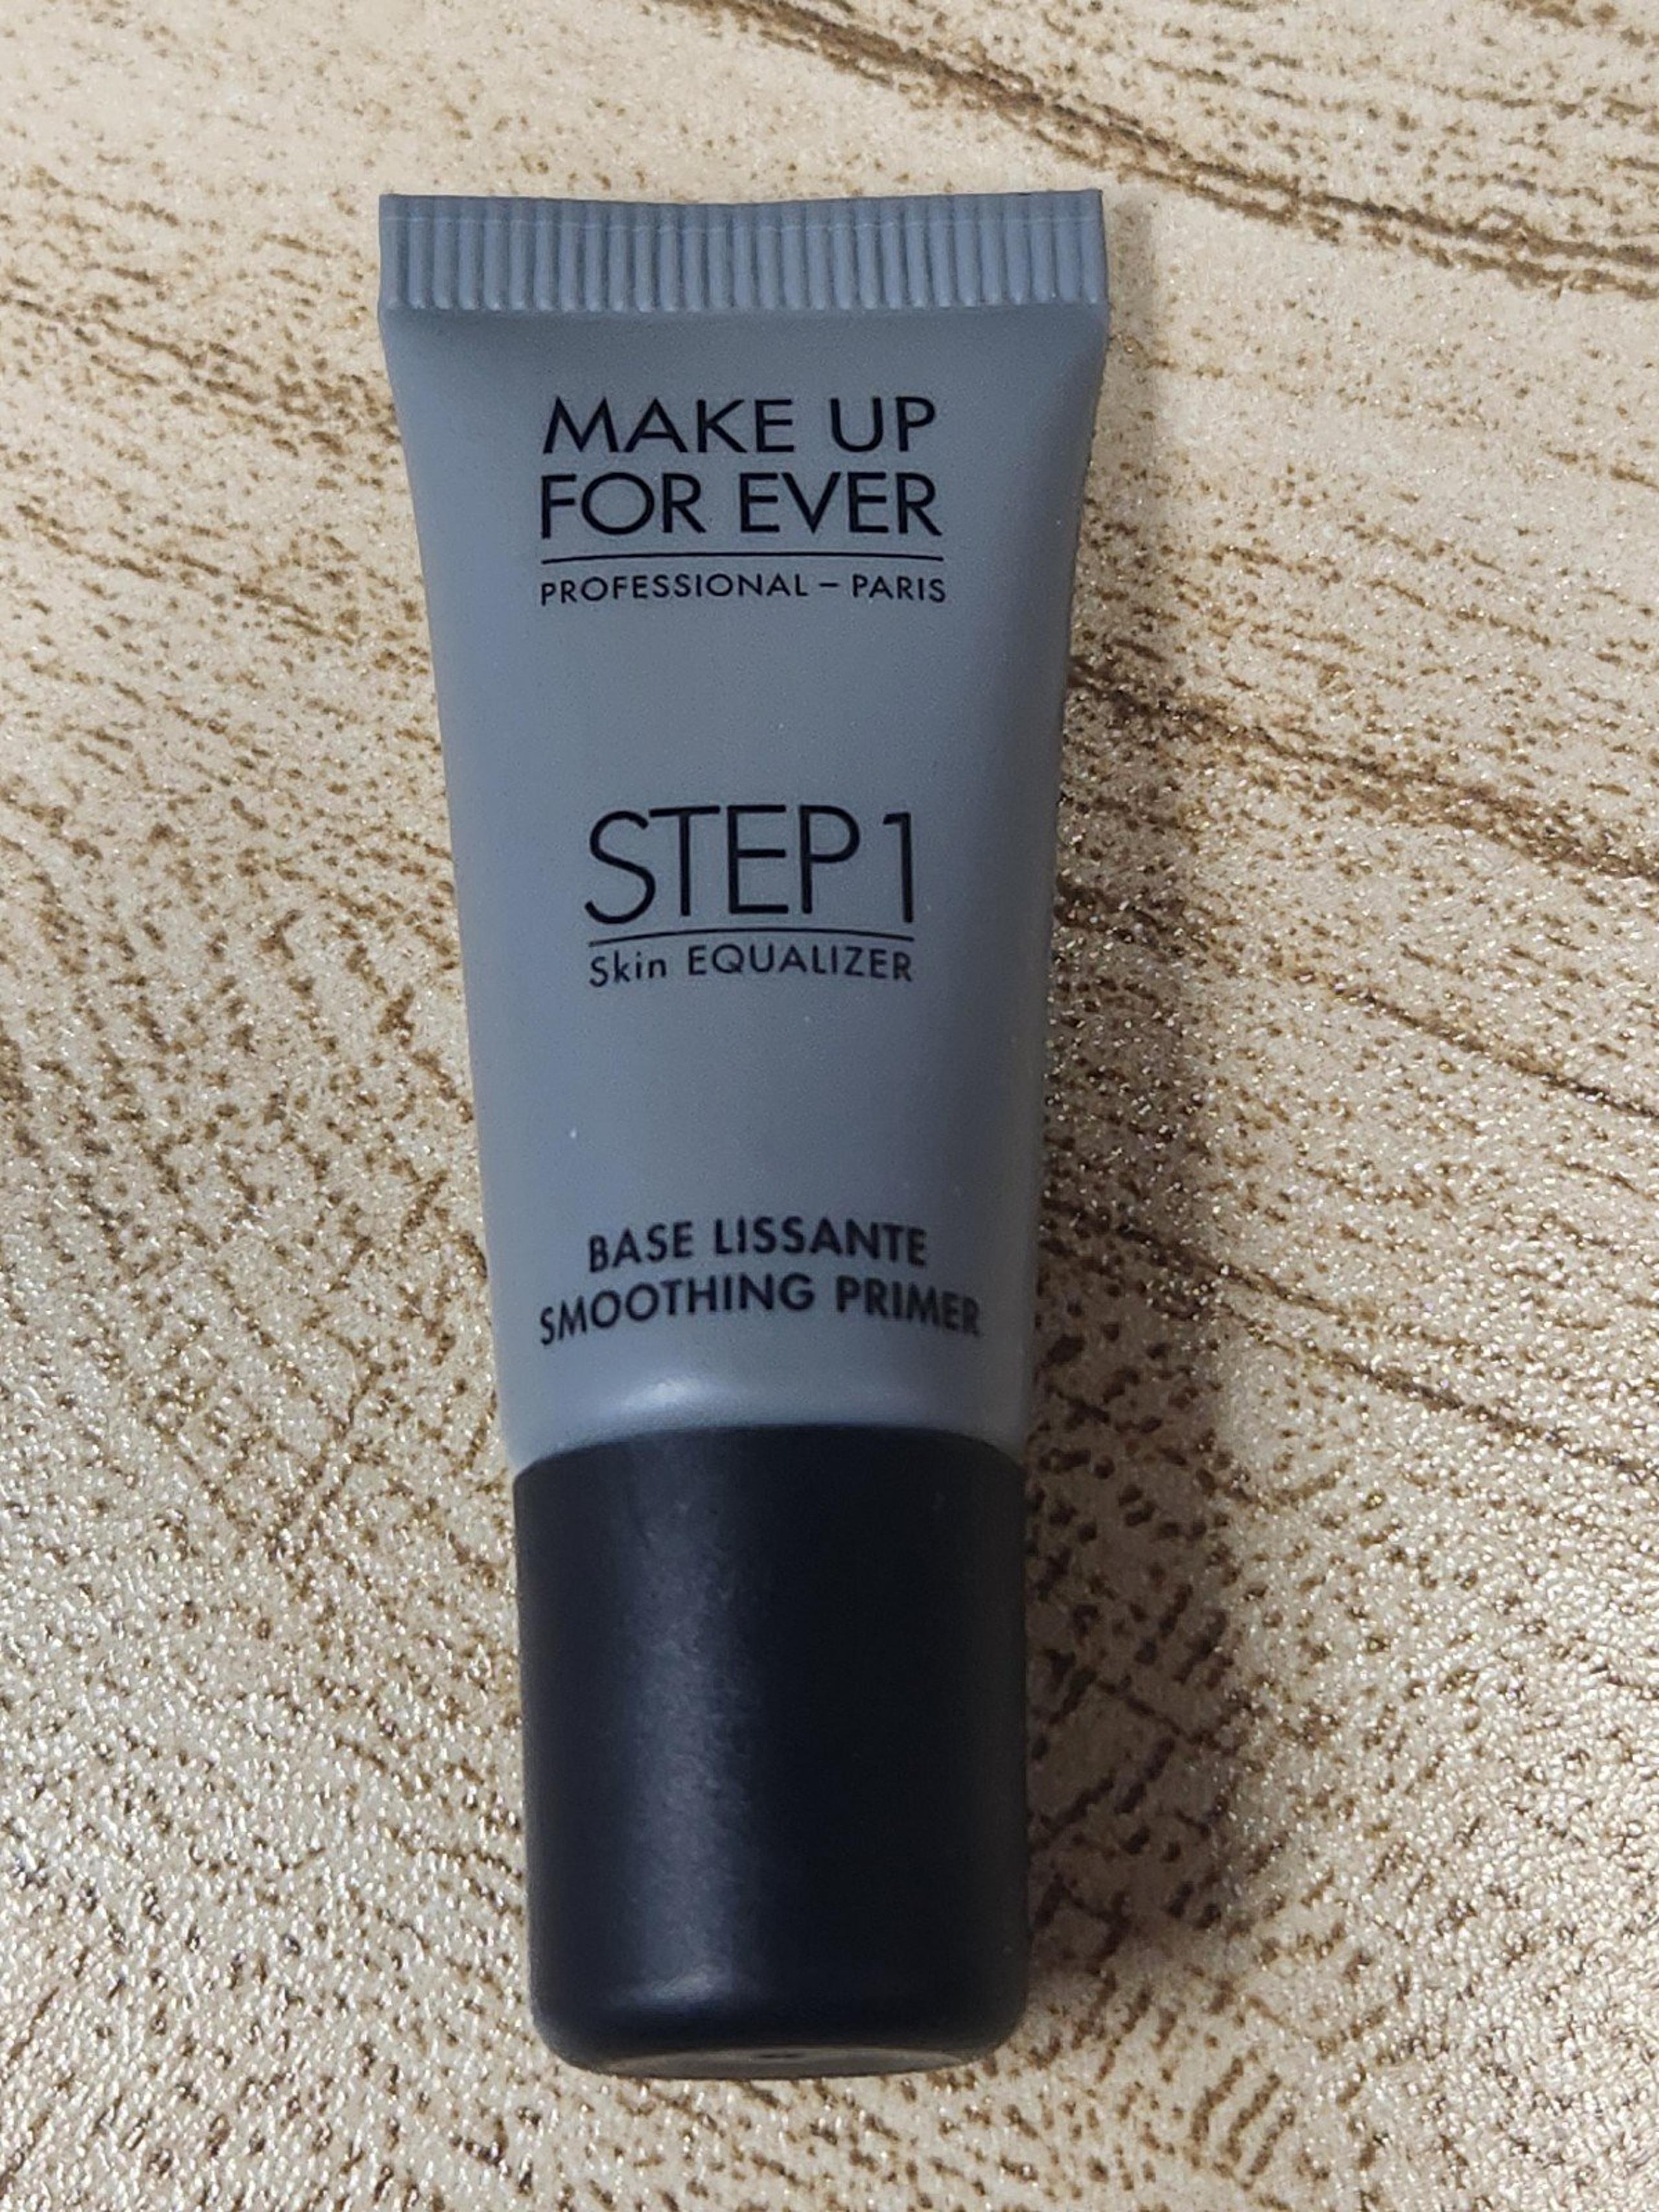 MAKE UP
FOR EVER
PROFESSIONAL – PARIS
STEP 1
Skin EQUALIZER
BASE LISSANTE
SMOOTHING PRIMER